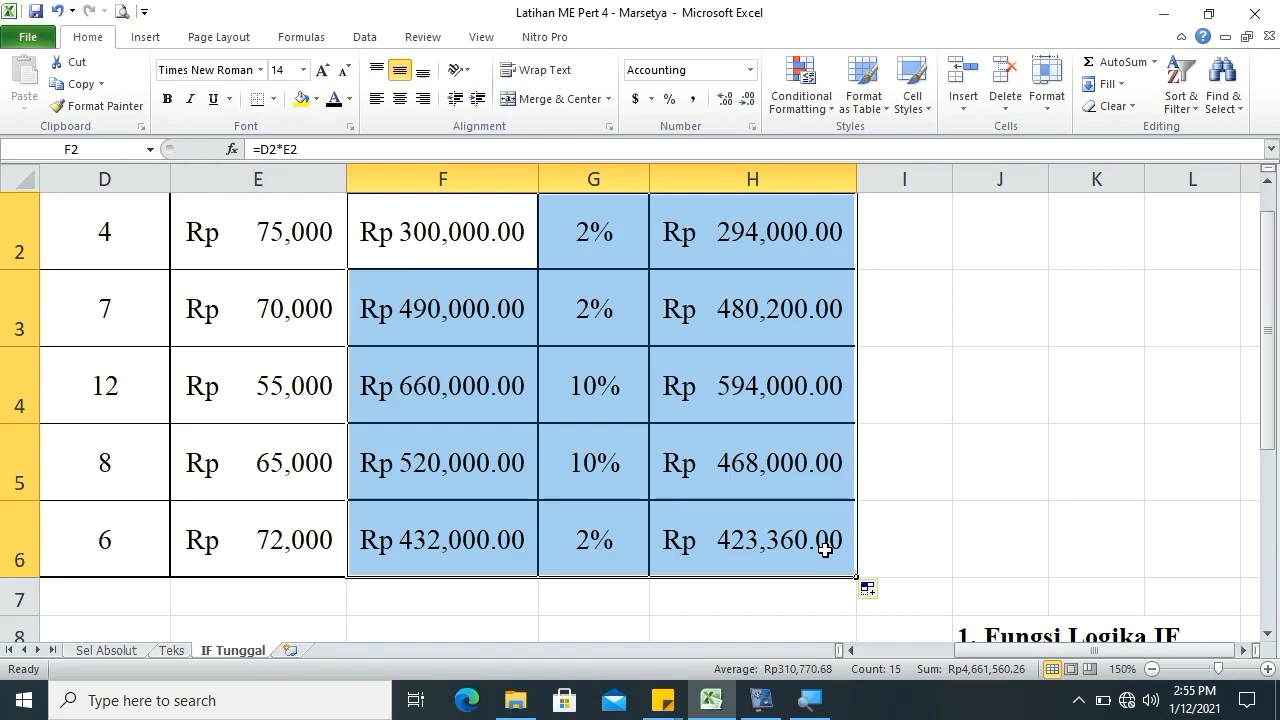 Latihan ME Pert 4 - Marsetya - Microsoft Excel
File Home Insert Page Layout Formulas Data Review View Nitro Pro
Paste
Cut
Copy
Format Painter
Clipboard
Times New Roman 14
B I U
Font
Wrap Text
Merge & Center
Alignment
Accounting
$ % ,
Number
Conditional Formatting
Format as Table
Cell Styles
Styles
Insert Delete Format
Cells
Σ AutoSum
Fill
Clear
Sort & Filter
Find & Select
Editing
F2 fx =D2*E2
D E F G H I J K L
2 4 Rp 75,000 Rp 300,000.00 2% Rp 294,000.00
3 7 Rp 70,000 Rp 490,000.00 2% Rp 480,200.00
4 12 Rp 55,000 Rp 660,000.00 10% Rp 594,000.00
5 8 Rp 65,000 Rp 520,000.00 10% Rp 468,000.00
6 6 Rp 72,000 Rp 432,000.00 2% Rp 423,360.00
7
8 1. Fungsi Logika IF
Sel Absolut Teks IF Tunggal
Ready Average: Rp310,770.68 Count: 15 Sum: Rp4,661,560.26 150%
Type here to search
2:55 PM
1/12/2021